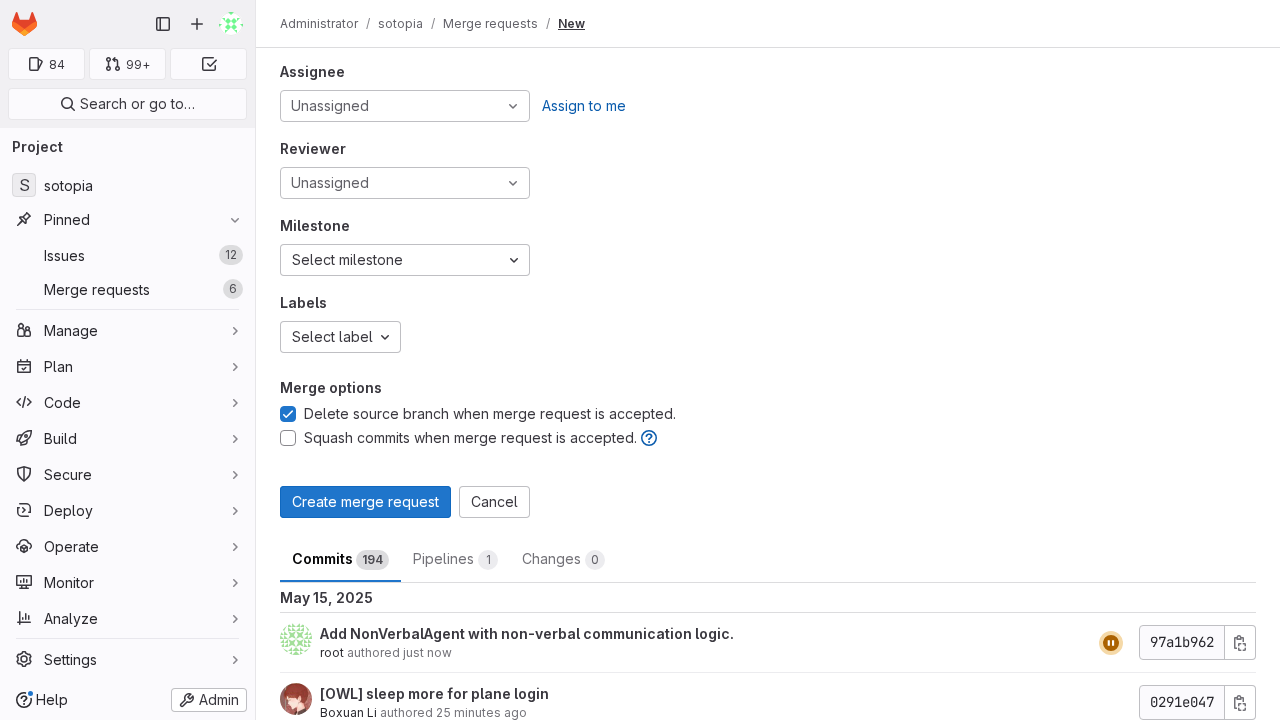 Administrator / sotopia / Merge requests / New
84
99+
Search or go to…
Project
S sotopia
Pinned
Issues 12
Merge requests 6
Manage
Plan
Code
Build
Secure
Deploy
Operate
Monitor
Analyze
Settings
Help
Admin
Assignee
Unassigned
Assign to me
Reviewer
Unassigned
Milestone
Select milestone
Labels
Select label
Merge options
Delete source branch when merge request is accepted.
Squash commits when merge request is accepted.
Create merge request
Cancel
Commits 194
Pipelines 1
Changes 0
May 15, 2025
Add NonVerbalAgent with non-verbal communication logic.
root authored just now
97a1b962
[OWL] sleep more for plane login
Boxuan Li authored 25 minutes ago
0291e047